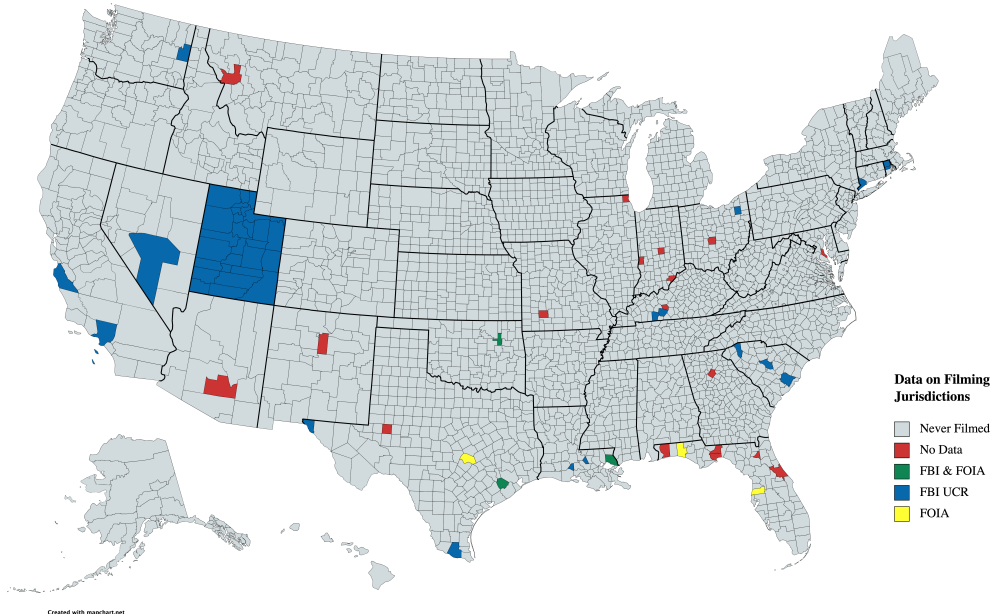 Data on Filming
Jurisdictions
Never Filmed
No Data
FBI & FOIA
FBI UCR
FOIA
Created with mapchart.net